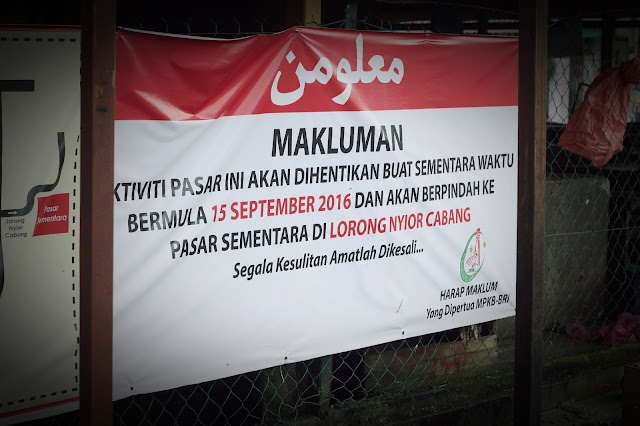 معلومن
MAKLUMAN
KTIVITI PASAR INI AKAN DIHENTIKAN BUAT SEMENTARA WAKTU
BERMULA 15 SEPTEMBER 2016 DAN AKAN BERPINDAH KE
PASAR SEMENTARA DI LORONG NYIOR CABANG
Segala Kesulitan Amatlah Dikesali...
HARAP MAKLUM
Yang Dipertua MPKB-BRI
Lorong
Nyior
Cabang
Pasar
Sementara